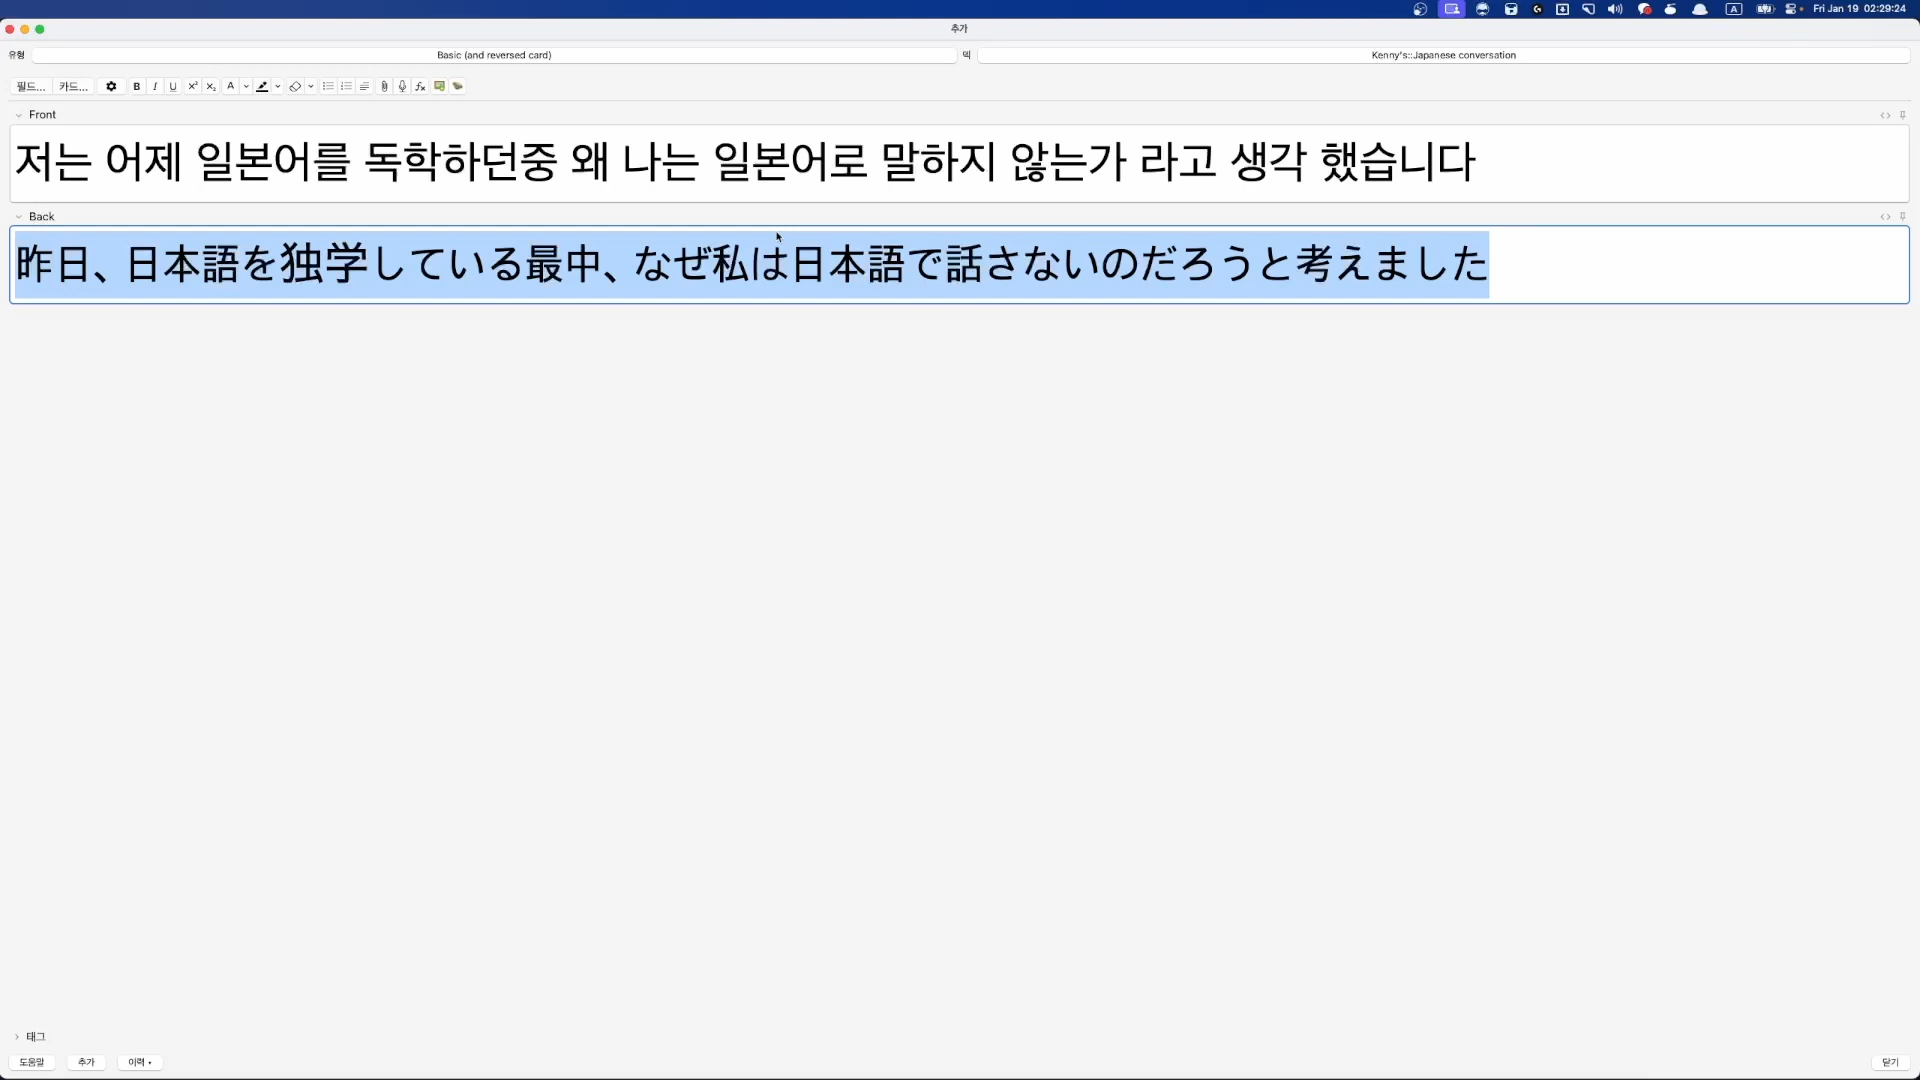 Fri Jan 19 02:29:24
추가
유형 Basic (and reversed card) 덱 Kenny's::Japanese conversation
필드... 카드... B I U X² X₂ A fx
Front
저는 어제 일본어를 독학하던중 왜 나는 일본어로 말하지 않는가 라고 생각 했습니다
Back
昨日、日本語を独学している最中、なぜ私は日本語で話さないのだろうと考えました
태그
도움말 추가 이력 닫기